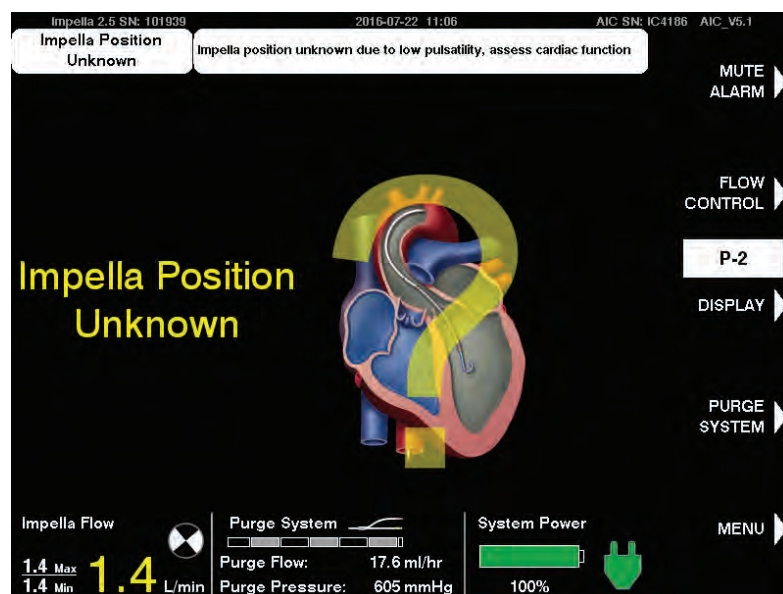 Impella 2.5 SN: 101939 2016-07-22 11:06 AIC SN: IC4186 AIC_V5.1
Impella Position
Unknown
Impella position unknown due to low pulsatility, assess cardiac function
MUTE
ALARM
FLOW
CONTROL
P-2
DISPLAY
PURGE
SYSTEM
MENU
?
Impella Position
Unknown
Impella Flow
1.4 Max
1.4 Min
1.4 L/min
Purge System
Purge Flow: 17.6 ml/hr
Purge Pressure: 605 mmHg
System Power
100%